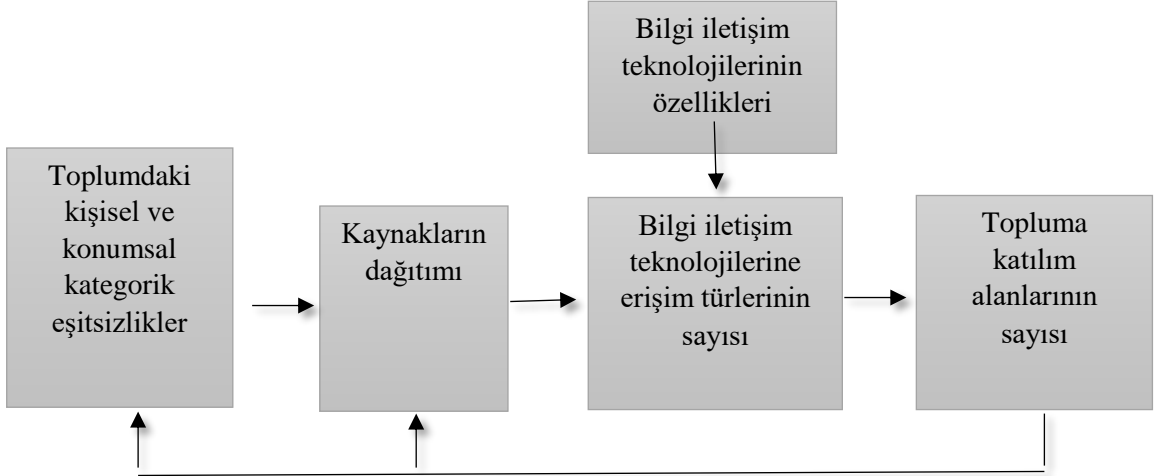 Bilgi iletişim
teknolojilerinin
özellikleri
Toplumdaki
kişisel ve
konumsal
kategorik
eşitsizlikler
Kaynakların
dağıtımı
Bilgi iletişim
teknolojilerine
erişim türlerinin
sayısı
Topluma
katılım
alanlarının
sayısı